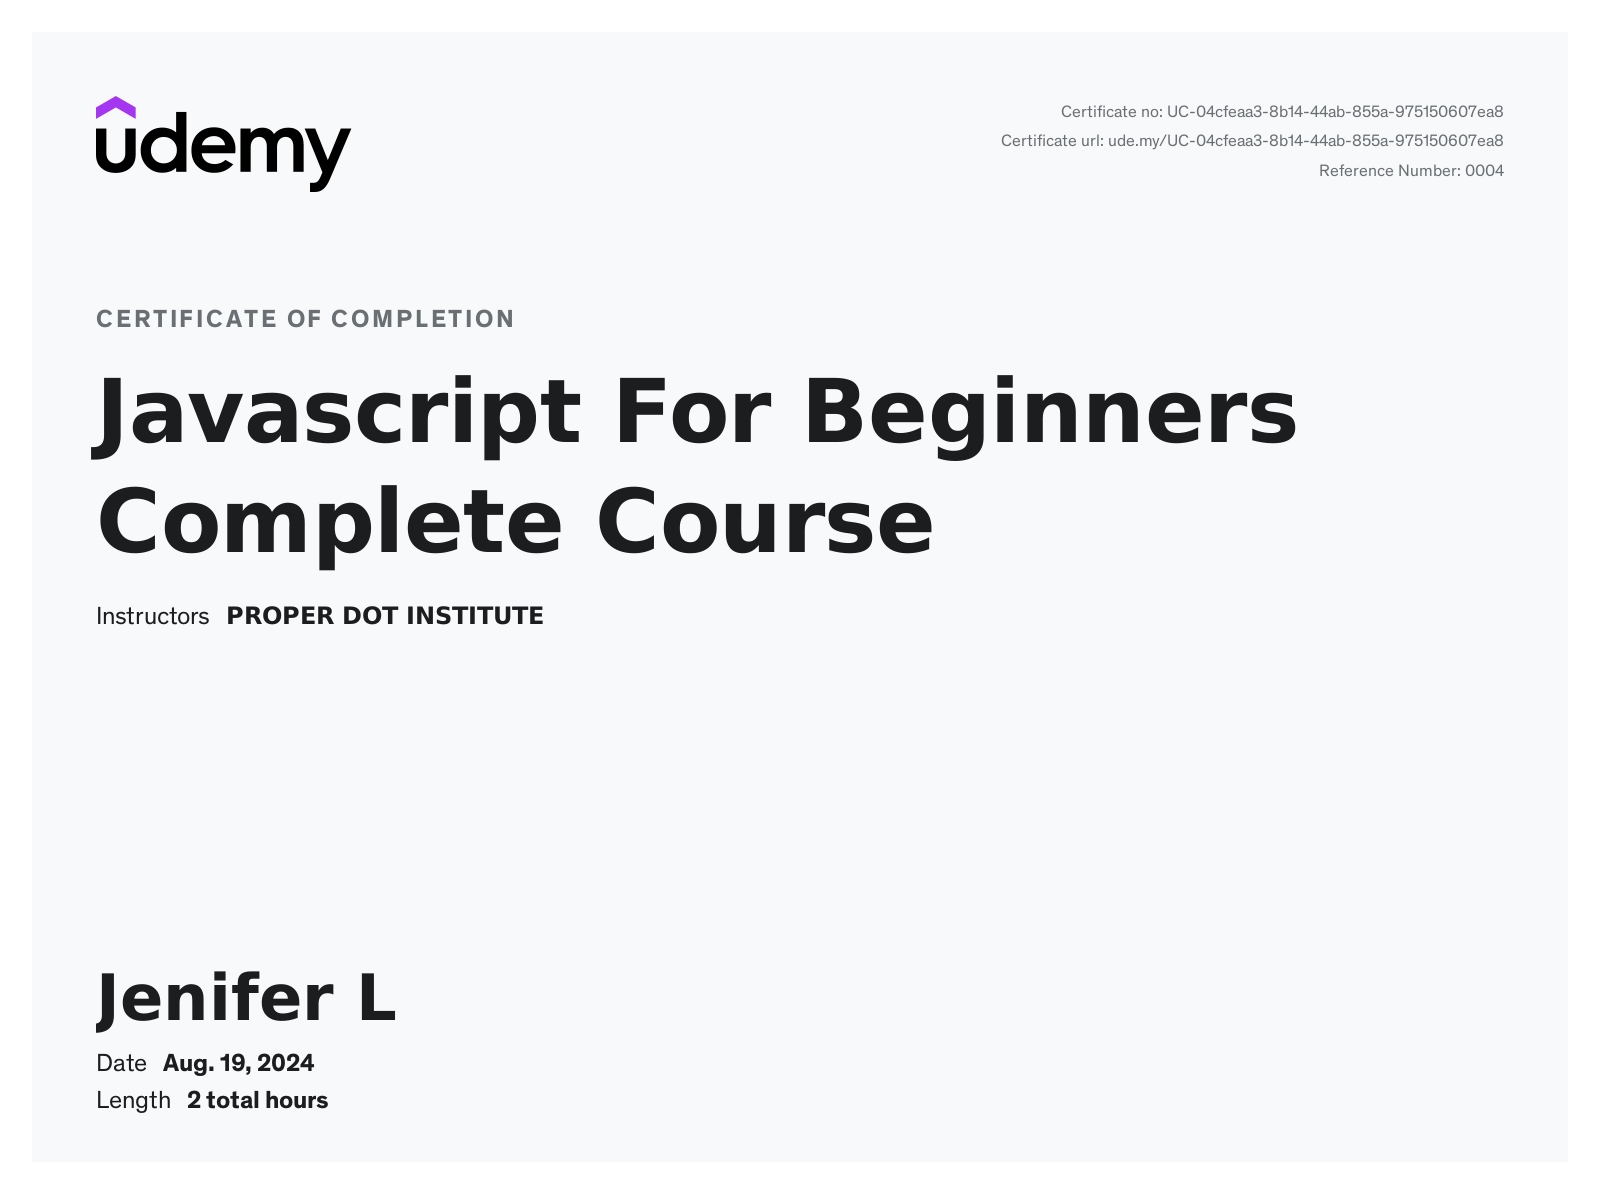 udemy
Certificate no: UC-04cfeaa3-8b14-44ab-855a-975150607ea8
Certificate url: ude.my/UC-04cfeaa3-8b14-44ab-855a-975150607ea8
Reference Number: 0004
CERTIFICATE OF COMPLETION
Javascript For Beginners
Complete Course
Instructors PROPER DOT INSTITUTE
Jenifer L
Date Aug. 19, 2024
Length 2 total hours